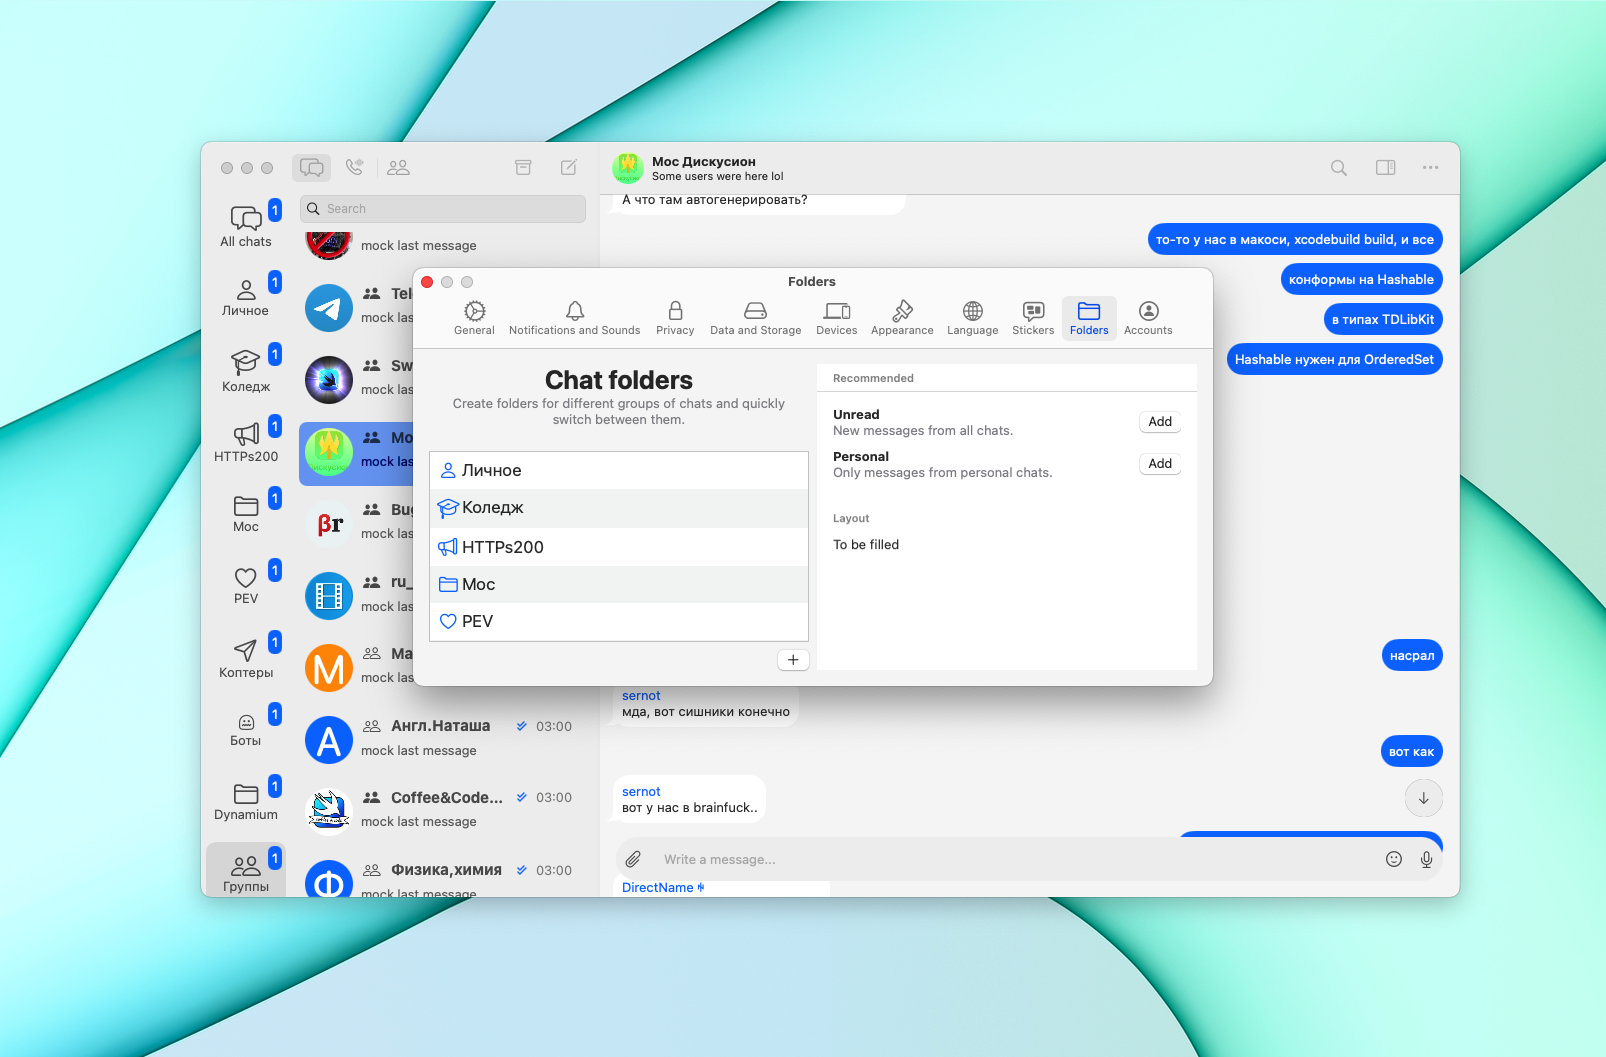 Мос Дискусион
Some users were here lol
Search
1
All chats
1
Личное
1
Коледж
1
HTTPs200
1
Мос
1
PEV
1
Коптеры
1
Боты
1
Dynamium
1
Группы
mock last message
Tel
mock las
Sw
mock las
Mo
mock las
βr
Bug
mock las
ru_
mock las
M
Ma
mock las
А
Англ.Наташа
03:00
mock last message
Coffee&Code...
03:00
mock last message
Ф
Физика,химия
03:00
mock last message
А что там автогенерировать?
то-то у нас в макоси, xcodebuild build, и все
конформы на Hashable
в типах TDLibKit
Hashable нужен для OrderedSet
Folders
General
Notifications and Sounds
Privacy
Data and Storage
Devices
Appearance
Language
Stickers
Folders
Accounts
Chat folders
Create folders for different groups of chats and quickly
switch between them.
Личное
Коледж
HTTPs200
Мос
PEV
+
Recommended
Unread
New messages from all chats.
Add
Personal
Only messages from personal chats.
Add
Layout
To be filled
насрал
sernot
мда, вот сишники конечно
вот как
sernot
вот у нас в brainfuck..
Write a message...
DirectName